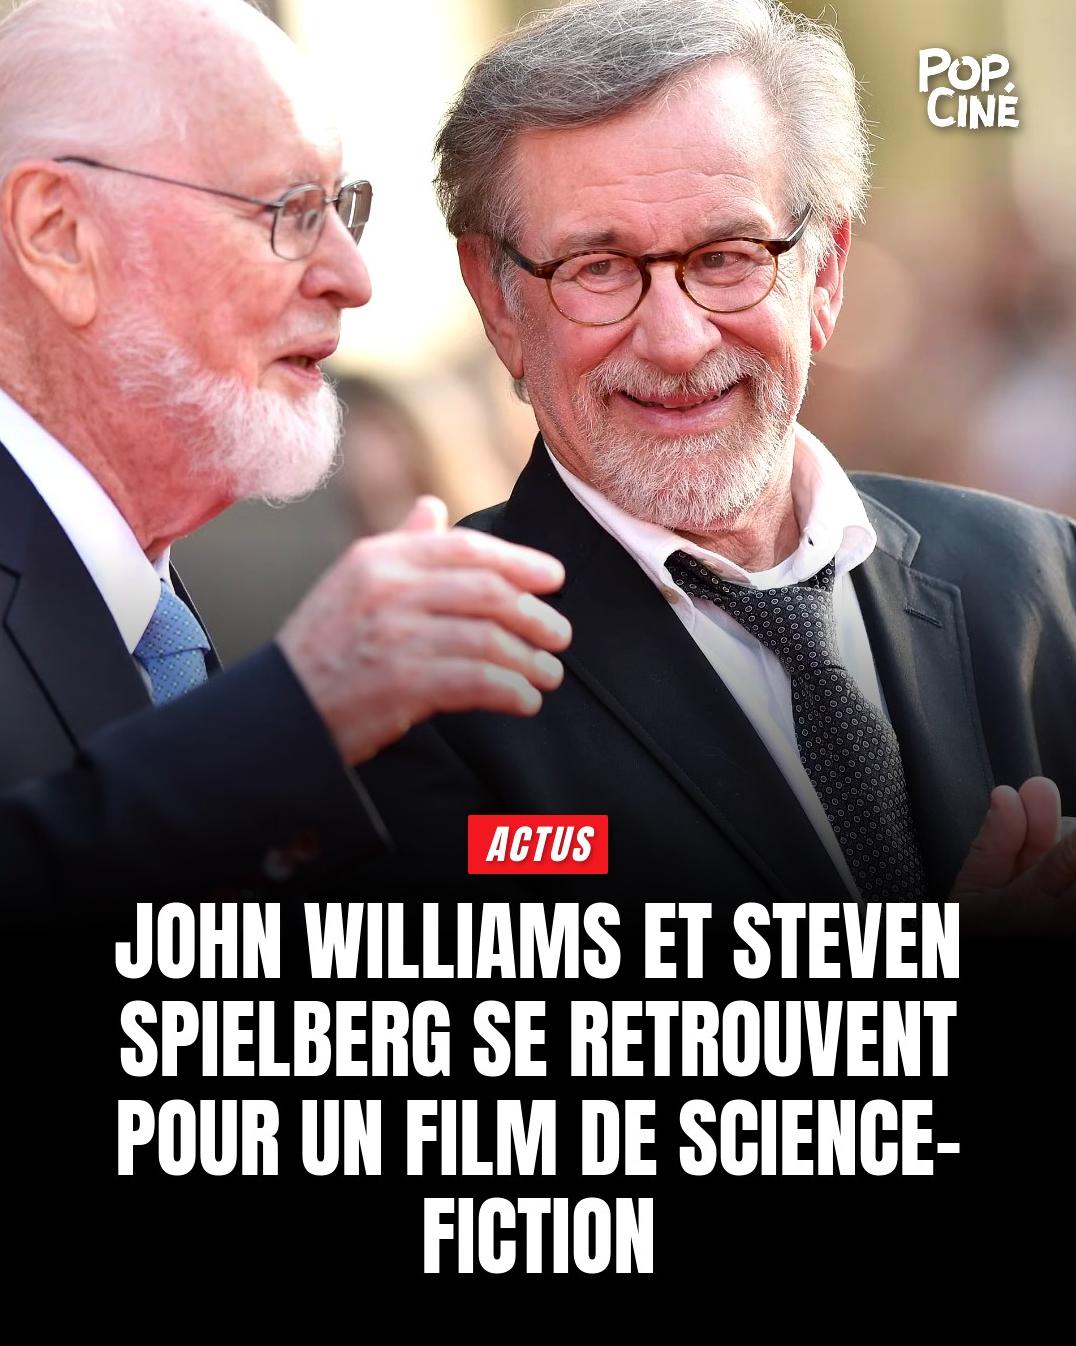 POP.
CINÉ
ACTUS
JOHN WILLIAMS ET STEVEN
SPIELBERG SE RETROUVENT
POUR UN FILM DE SCIENCE-
FICTION